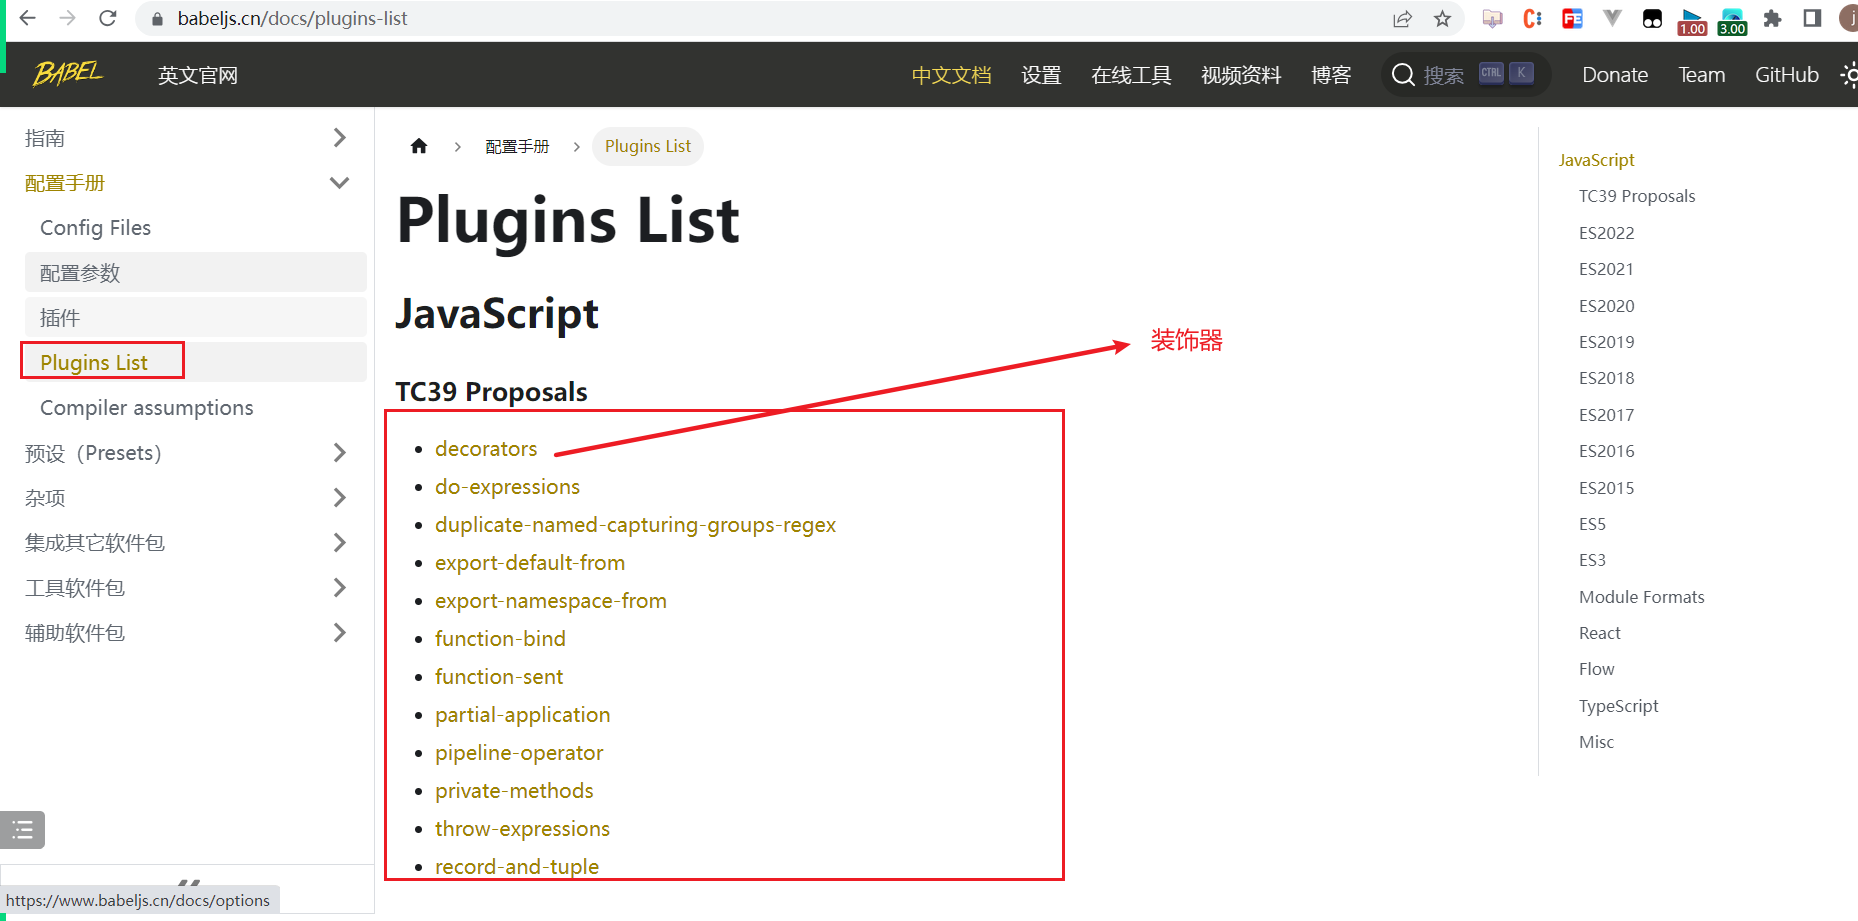 babeljs.cn/docs/plugins-list
1.00
3.00
j
BABEL
英文官网
中文文档
设置
在线工具
视频资料
博客
搜索
CTRL
K
Donate
Team
GitHub
指南
配置手册
Config Files
配置参数
插件
Plugins List
Compiler assumptions
预设（Presets）
杂项
集成其它软件包
工具软件包
辅助软件包
https://www.babeljs.cn/docs/options
配置手册
Plugins List
Plugins List
JavaScript
装饰器
TC39 Proposals
decorators
do-expressions
duplicate-named-capturing-groups-regex
export-default-from
export-namespace-from
function-bind
function-sent
partial-application
pipeline-operator
private-methods
throw-expressions
record-and-tuple
JavaScript
TC39 Proposals
ES2022
ES2021
ES2020
ES2019
ES2018
ES2017
ES2016
ES2015
ES5
ES3
Module Formats
React
Flow
TypeScript
Misc